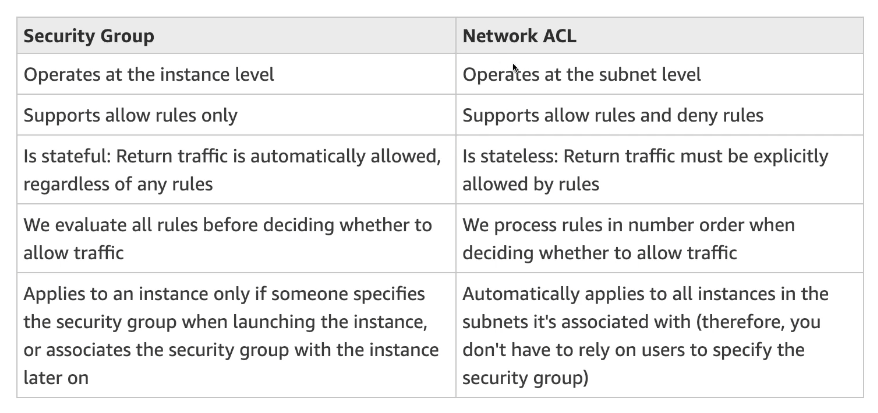 Security Group
Network ACL
Operates at the instance level
Operates at the subnet level
Supports allow rules only
Supports allow rules and deny rules
Is stateful: Return traffic is automatically allowed,
regardless of any rules
Is stateless: Return traffic must be explicitly
allowed by rules
We evaluate all rules before deciding whether to
allow traffic
We process rules in number order when
deciding whether to allow traffic
Applies to an instance only if someone specifies
the security group when launching the instance,
or associates the security group with the instance
later on
Automatically applies to all instances in the
subnets it's associated with (therefore, you
don't have to rely on users to specify the
security group)